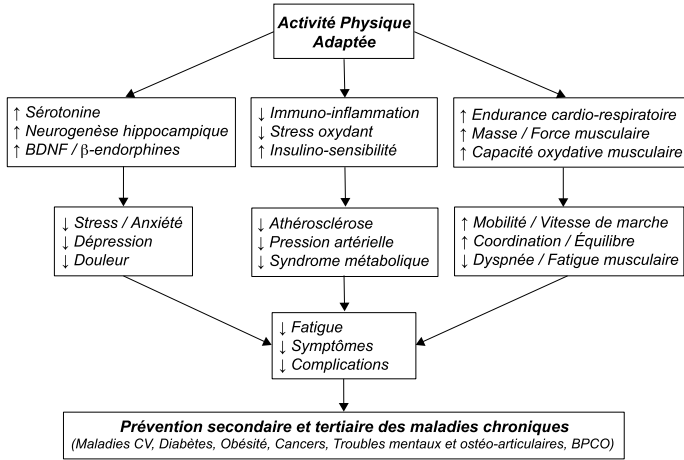 Activité Physique
Adaptée
↑ Sérotonine
↑ Neurogenèse hippocampique
↑ BDNF / β-endorphines
↓ Immuno-inflammation
↓ Stress oxydant
↑ Insulino-sensibilité
↑ Endurance cardio-respiratoire
↑ Masse / Force musculaire
↑ Capacité oxydative musculaire
↓ Stress / Anxiété
↓ Dépression
↓ Douleur
↓ Athérosclérose
↓ Pression artérielle
↓ Syndrome métabolique
↑ Mobilité / Vitesse de marche
↑ Coordination / Équilibre
↓ Dyspnée / Fatigue musculaire
↓ Fatigue
↓ Symptômes
↓ Complications
Prévention secondaire et tertiaire des maladies chroniques
(Maladies CV, Diabètes, Obésité, Cancers, Troubles mentaux et ostéo-articulaires, BPCO)